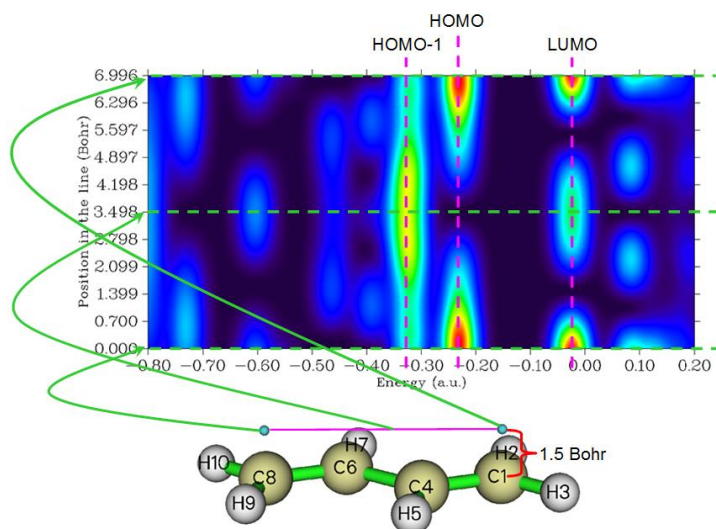 HOMO
HOMO-1
LUMO
6.996
6.296
5.597
4.897
4.198
3.498
2.798
2.099
1.399
0.700
0.000
Position in the line (Bohr)
-0.80 -0.70 -0.60 -0.50 -0.40 -0.30 -0.20 -0.10 0.00 0.10 0.20
Energy (a.u.)
H7
H2
1.5 Bohr
H10
C8
C6
C4
C1
H3
H9
H5